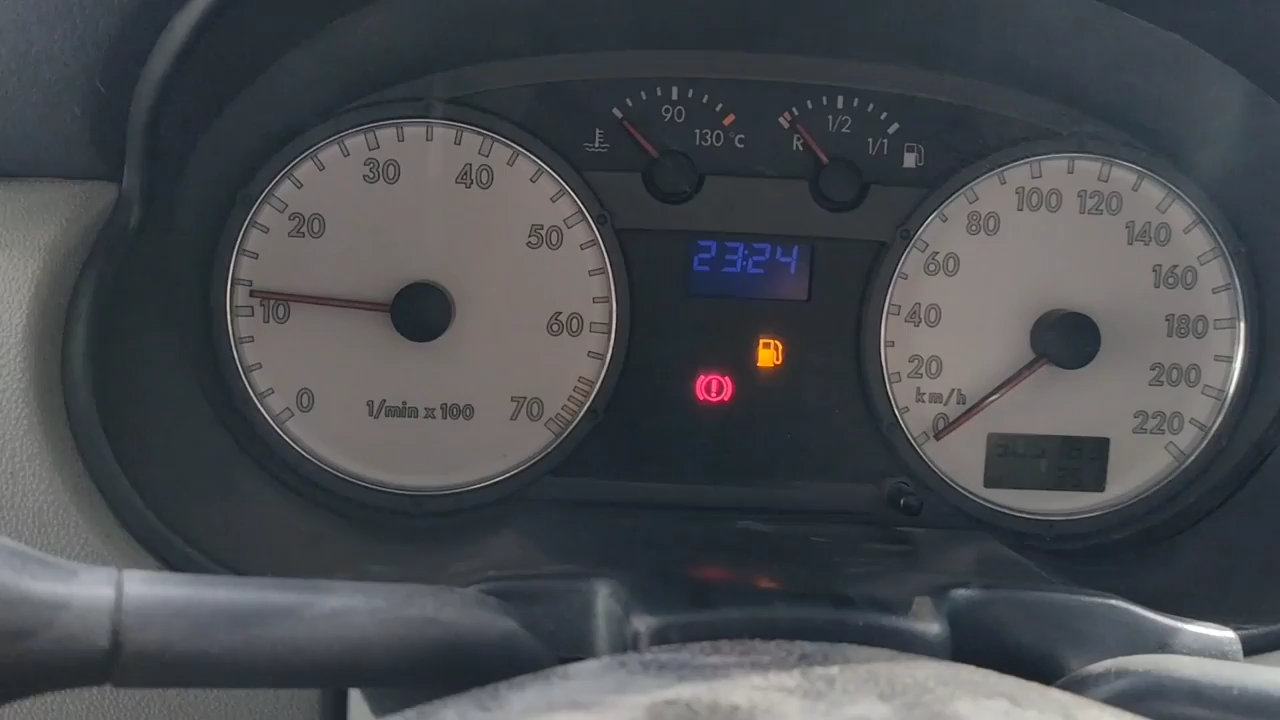 90
130 °C
R 1/2 1/1
0 10 20 30 40 50 60 70
1/min x 100
23:24
0 20 40 60 80 100 120 140 160 180 200 220
km/h